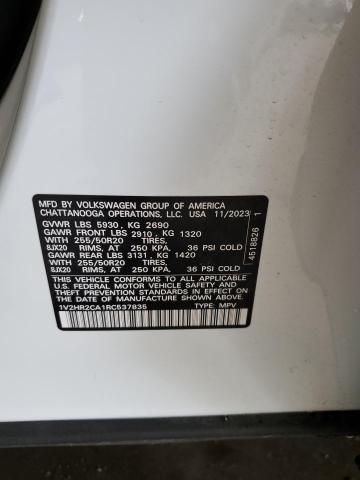 MFD BY VOLKSWAGEN GROUP OF AMERICA
CHATTANOOGA OPERATIONS, LLC. USA 11/2023
GVWR LBS 5930, KG 2690
GAWR FRONT LBS 2910, KG 1320
WITH 255/50R20 TIRES,
8JX20 RIMS, AT 250 KPA, 36 PSI COLD
GAWR REAR LBS 3131, KG 1420
WITH 255/50R20 TIRES,
8JX20 RIMS, AT 250 KPA, 36 PSI COLD
THIS VEHICLE CONFORMS TO ALL APPLICABLE
U.S. FEDERAL MOTOR VEHICLE SAFETY STANDARDS
IN EFFECT ON THE DATE OF MANUFACTURE SHOWN ABOVE
1V2HR2CA1RC537835 TYPE: MPV
4518826 1